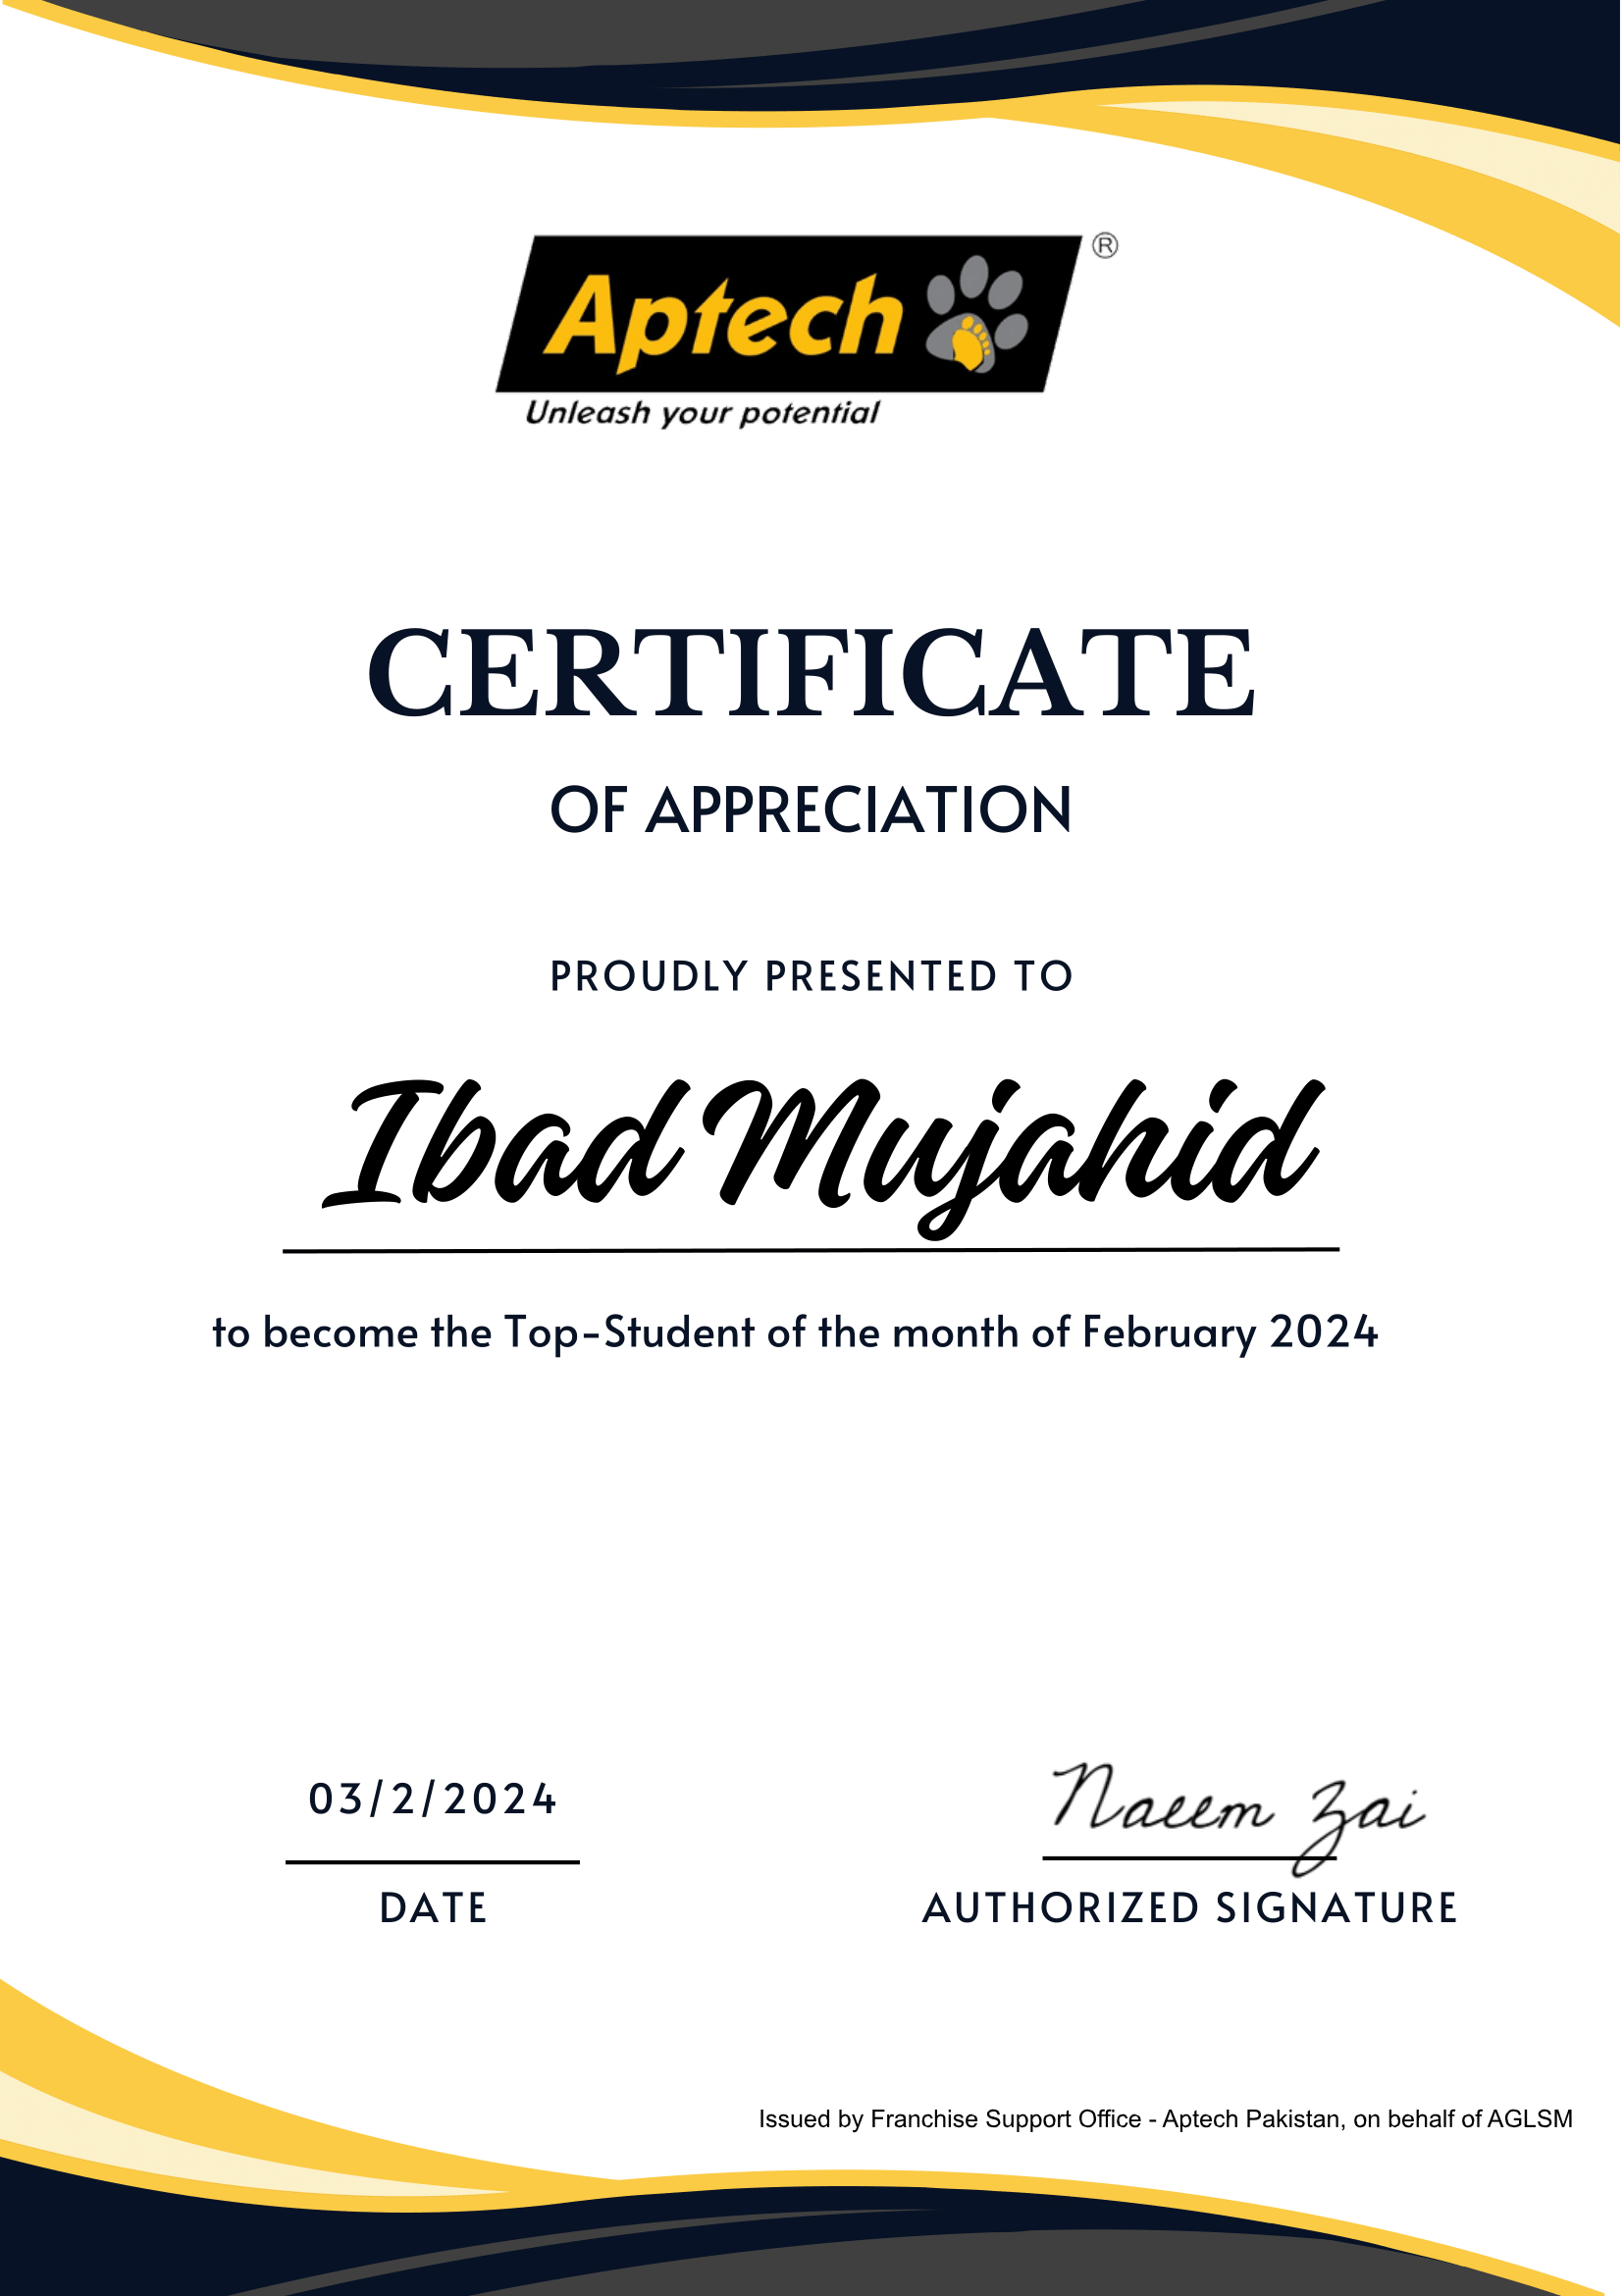 Aptech ®
Unleash your potential
CERTIFICATE
OF APPRECIATION
PROUDLY PRESENTED TO
Ibad Mujahid
to become the Top-Student of the month of February 2024
03/2/2024
DATE
Naeem Zai
AUTHORIZED SIGNATURE
Issued by Franchise Support Office - Aptech Pakistan, on behalf of AGLSM